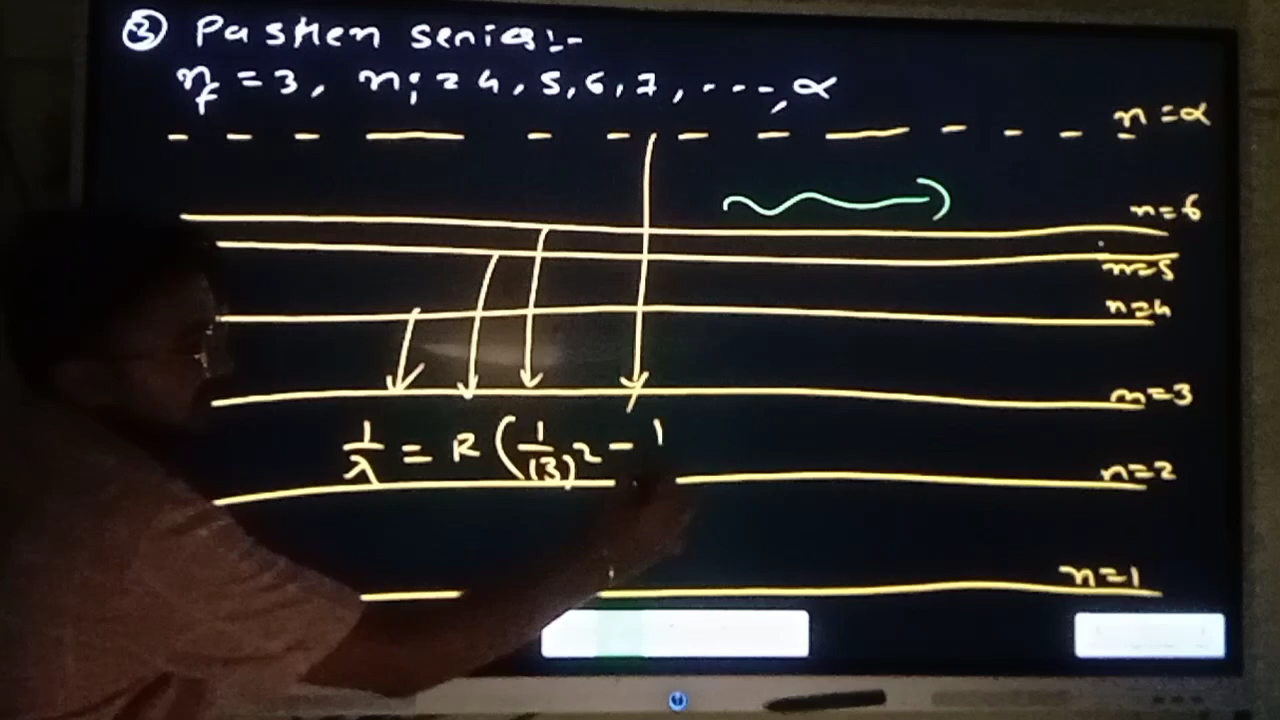 ③ Pashen series:-
nf = 3, ni = 4, 5, 6, 7, ----, α
n = α
n = 6
n = 5
n = 4
n = 3
1/λ = R (1/(3)2 - 1
n = 2
n = 1